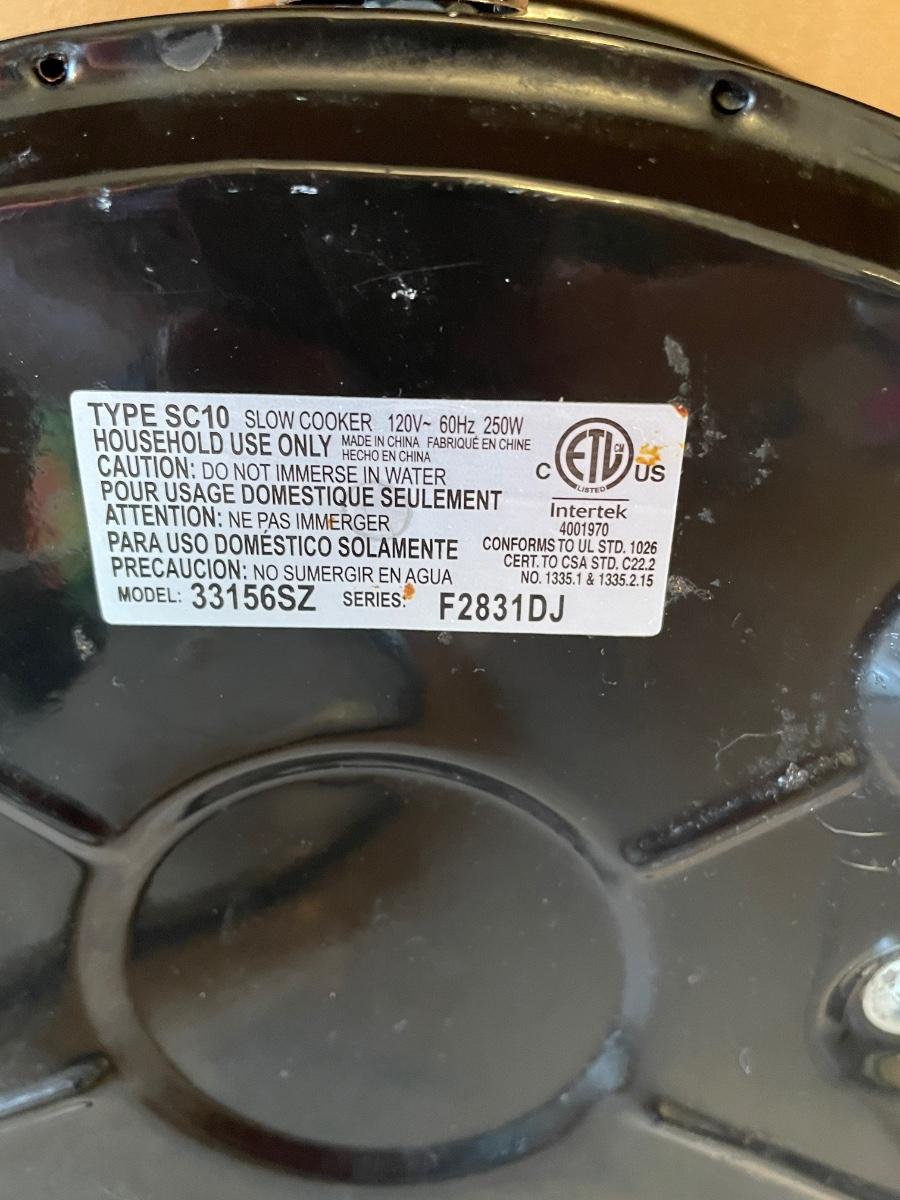 TYPE SC10 SLOW COOKER 120V~ 60Hz 250W
HOUSEHOLD USE ONLY MADE IN CHINA FABRIQUÉ EN CHINE
HECHO EN CHINA
CAUTION: DO NOT IMMERSE IN WATER
POUR USAGE DOMESTIQUE SEULEMENT
ATTENTION: NE PAS IMMERGER
PARA USO DOMÉSTICO SOLAMENTE
PRECAUCION: NO SUMERGIR EN AGUA
MODEL: 33156SZ SERIES: F2831DJ
C ETL CM US
LISTED
Intertek
4001970
CONFORMS TO UL STD. 1026
CERT. TO CSA STD. C22.2
NO. 1335.1 & 1335.2.15